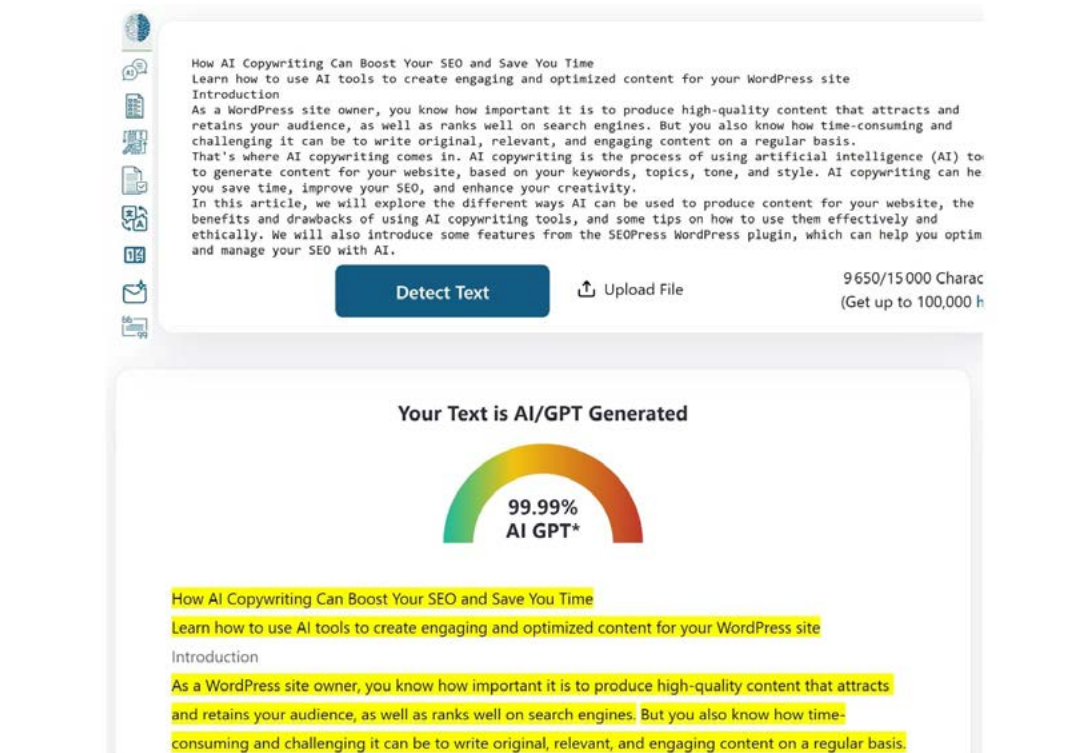 How AI Copywriting Can Boost Your SEO and Save You Time
Learn how to use AI tools to create engaging and optimized content for your WordPress site
Introduction
As a WordPress site owner, you know how important it is to produce high-quality content that attracts and
retains your audience, as well as ranks well on search engines. But you also know how time-consuming and
challenging it can be to write original, relevant, and engaging content on a regular basis.
That's where AI copywriting comes in. AI copywriting is the process of using artificial intelligence (AI) to
to generate content for your website, based on your keywords, topics, tone, and style. AI copywriting can he
you save time, improve your SEO, and enhance your creativity.
In this article, we will explore the different ways AI can be used to produce content for your website, the
benefits and drawbacks of using AI copywriting tools, and some tips on how to use them effectively and
ethically. We will also introduce some features from the SEOPress WordPress plugin, which can help you optim
and manage your SEO with AI.
Detect Text
Upload File
9 650/15 000 Charac
(Get up to 100,000 h
Your Text is AI/GPT Generated
99.99%
AI GPT*
How AI Copywriting Can Boost Your SEO and Save You Time
Learn how to use AI tools to create engaging and optimized content for your WordPress site
Introduction
As a WordPress site owner, you know how important it is to produce high-quality content that attracts
and retains your audience, as well as ranks well on search engines. But you also know how time-
consuming and challenging it can be to write original, relevant, and engaging content on a regular basis.